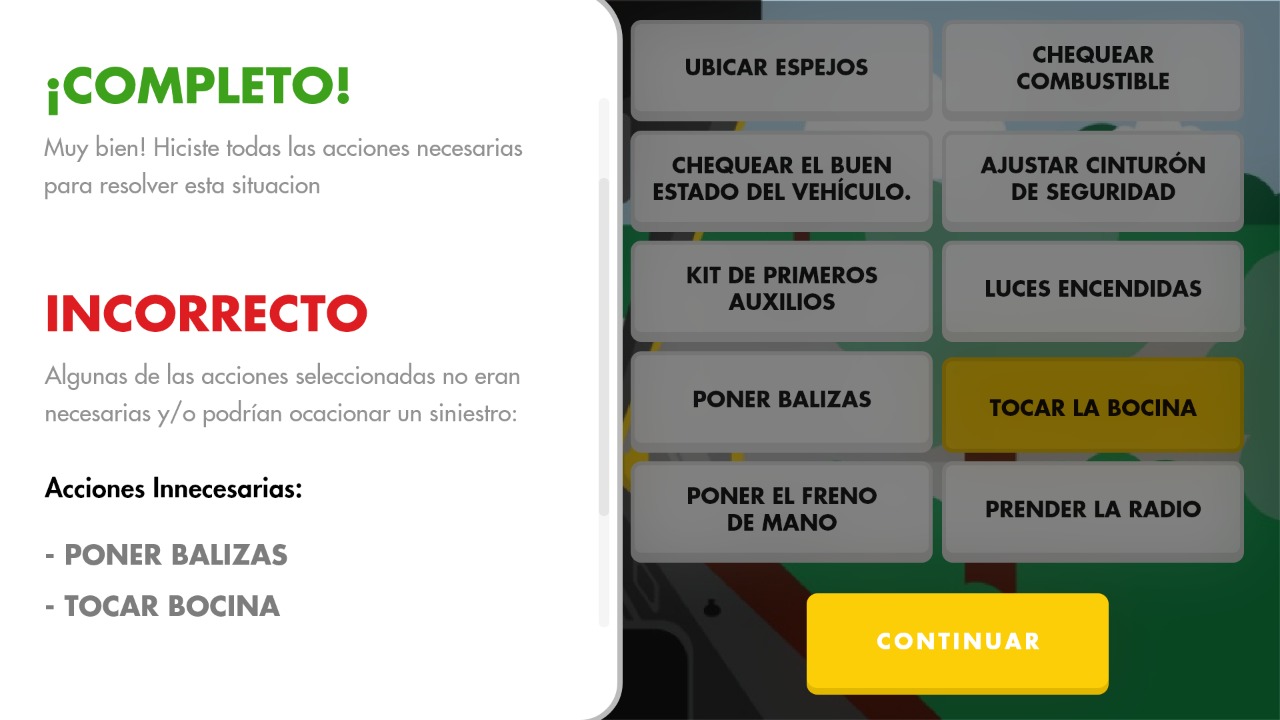 ¡COMPLETO!
Muy bien! Hiciste todas las acciones necesarias
para resolver esta situacion
INCORRECTO
Algunas de las acciones seleccionadas no eran
necesarias y/o podrían ocacionar un siniestro:
Acciones Innecesarias:
- PONER BALIZAS
- TOCAR BOCINA
UBICAR ESPEJOS
CHEQUEAR
COMBUSTIBLE
CHEQUEAR EL BUEN
ESTADO DEL VEHÍCULO.
AJUSTAR CINTURÓN
DE SEGURIDAD
KIT DE PRIMEROS
AUXILIOS
LUCES ENCENDIDAS
PONER BALIZAS
TOCAR LA BOCINA
PONER EL FRENO
DE MANO
PRENDER LA RADIO
CONTINUAR